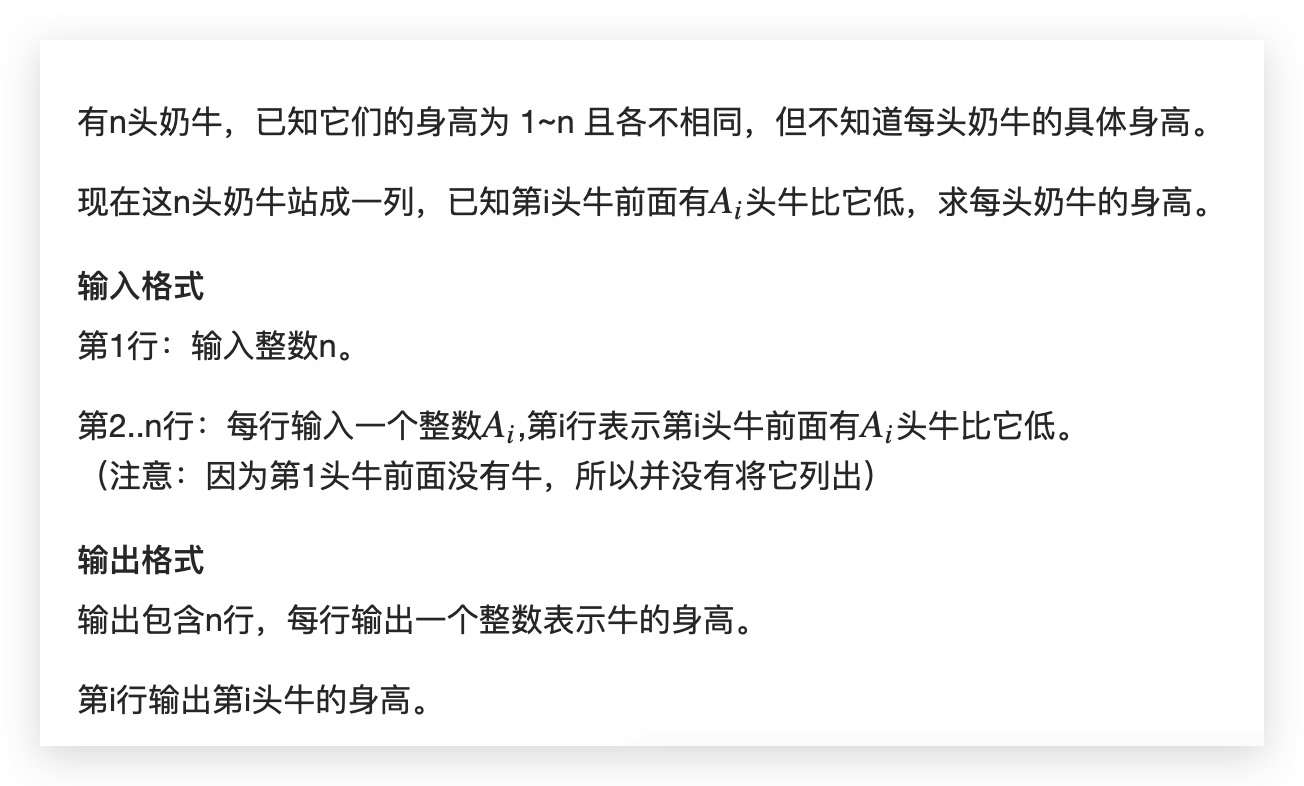 有n头奶牛，已知它们的身高为 1~n 且各不相同，但不知道每头奶牛的具体身高。
现在这n头奶牛站成一列，已知第i头牛前面有Aᵢ头牛比它低，求每头奶牛的身高。
输入格式
第1行：输入整数n。
第2..n行：每行输入一个整数Aᵢ,第i行表示第i头牛前面有Aᵢ头牛比它低。
（注意：因为第1头牛前面没有牛，所以并没有将它列出）
输出格式
输出包含n行，每行输出一个整数表示牛的身高。
第i行输出第i头牛的身高。